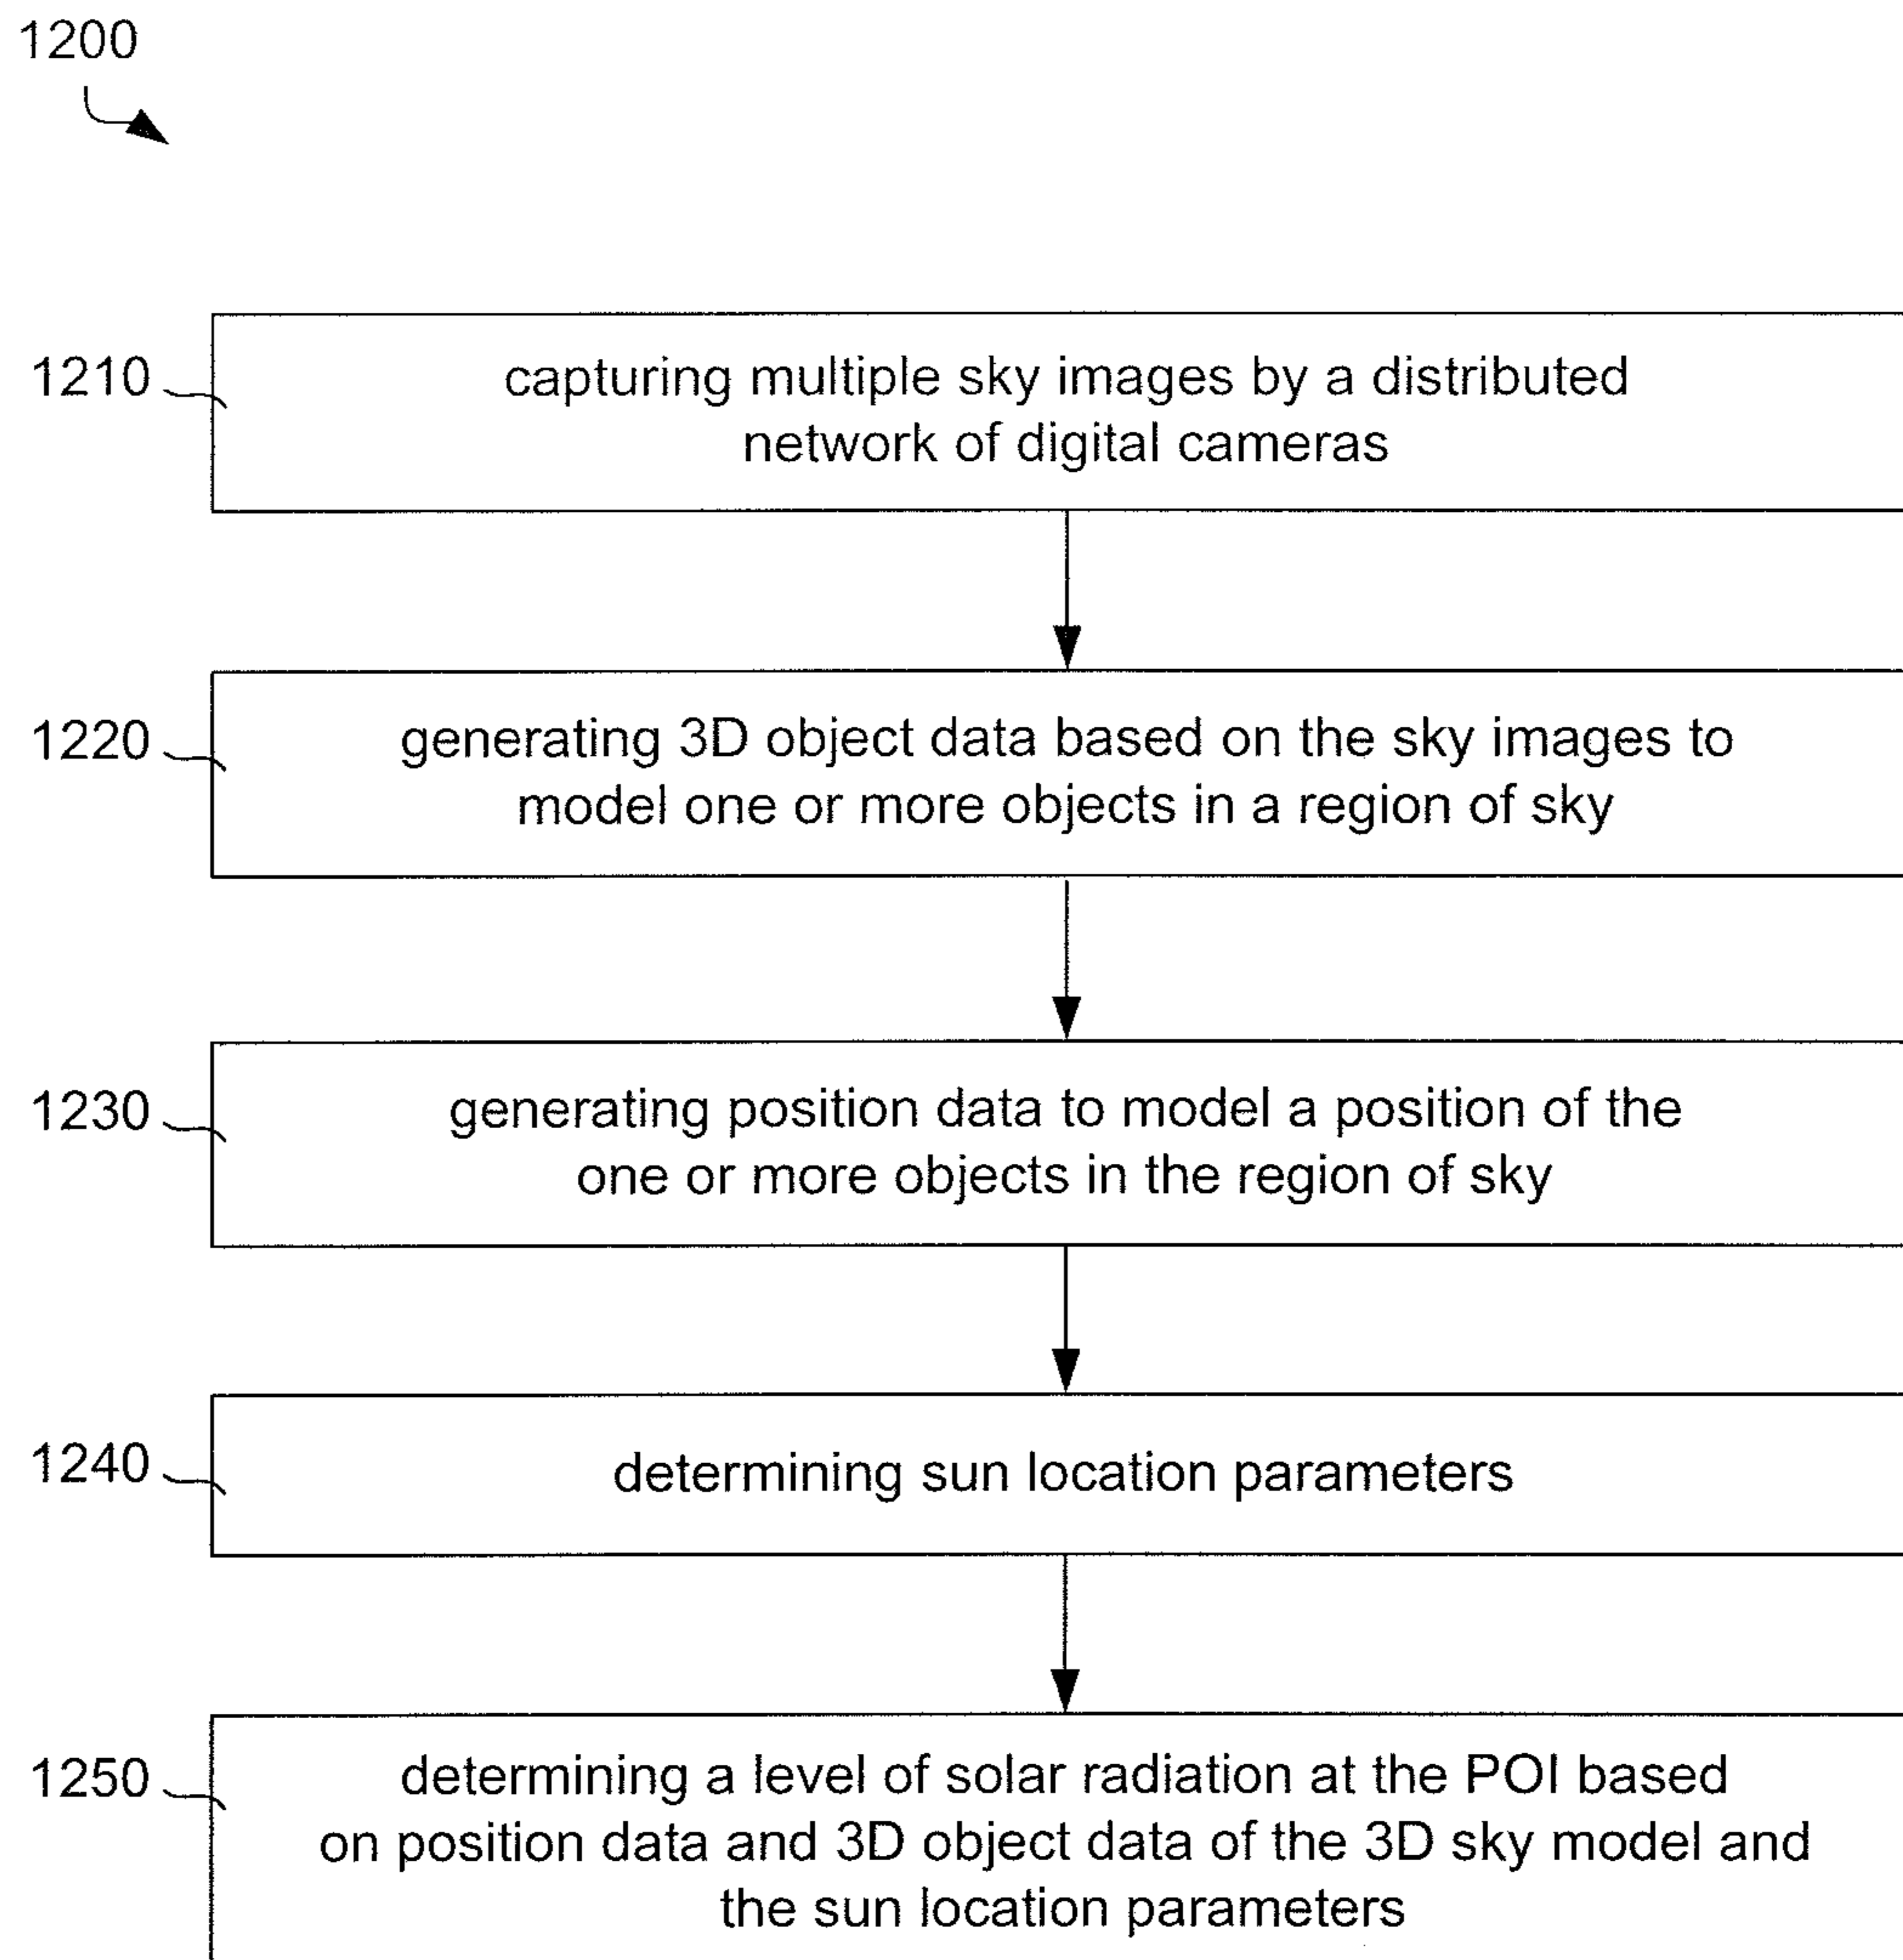 1200
1210
capturing multiple sky images by a distributed
network of digital cameras
1220
generating 3D object data based on the sky images to
model one or more objects in a region of sky
1230
generating position data to model a position of the
one or more objects in the region of sky
1240
determining sun location parameters
1250
determining a level of solar radiation at the POI based
on position data and 3D object data of the 3D sky model and
the sun location parameters